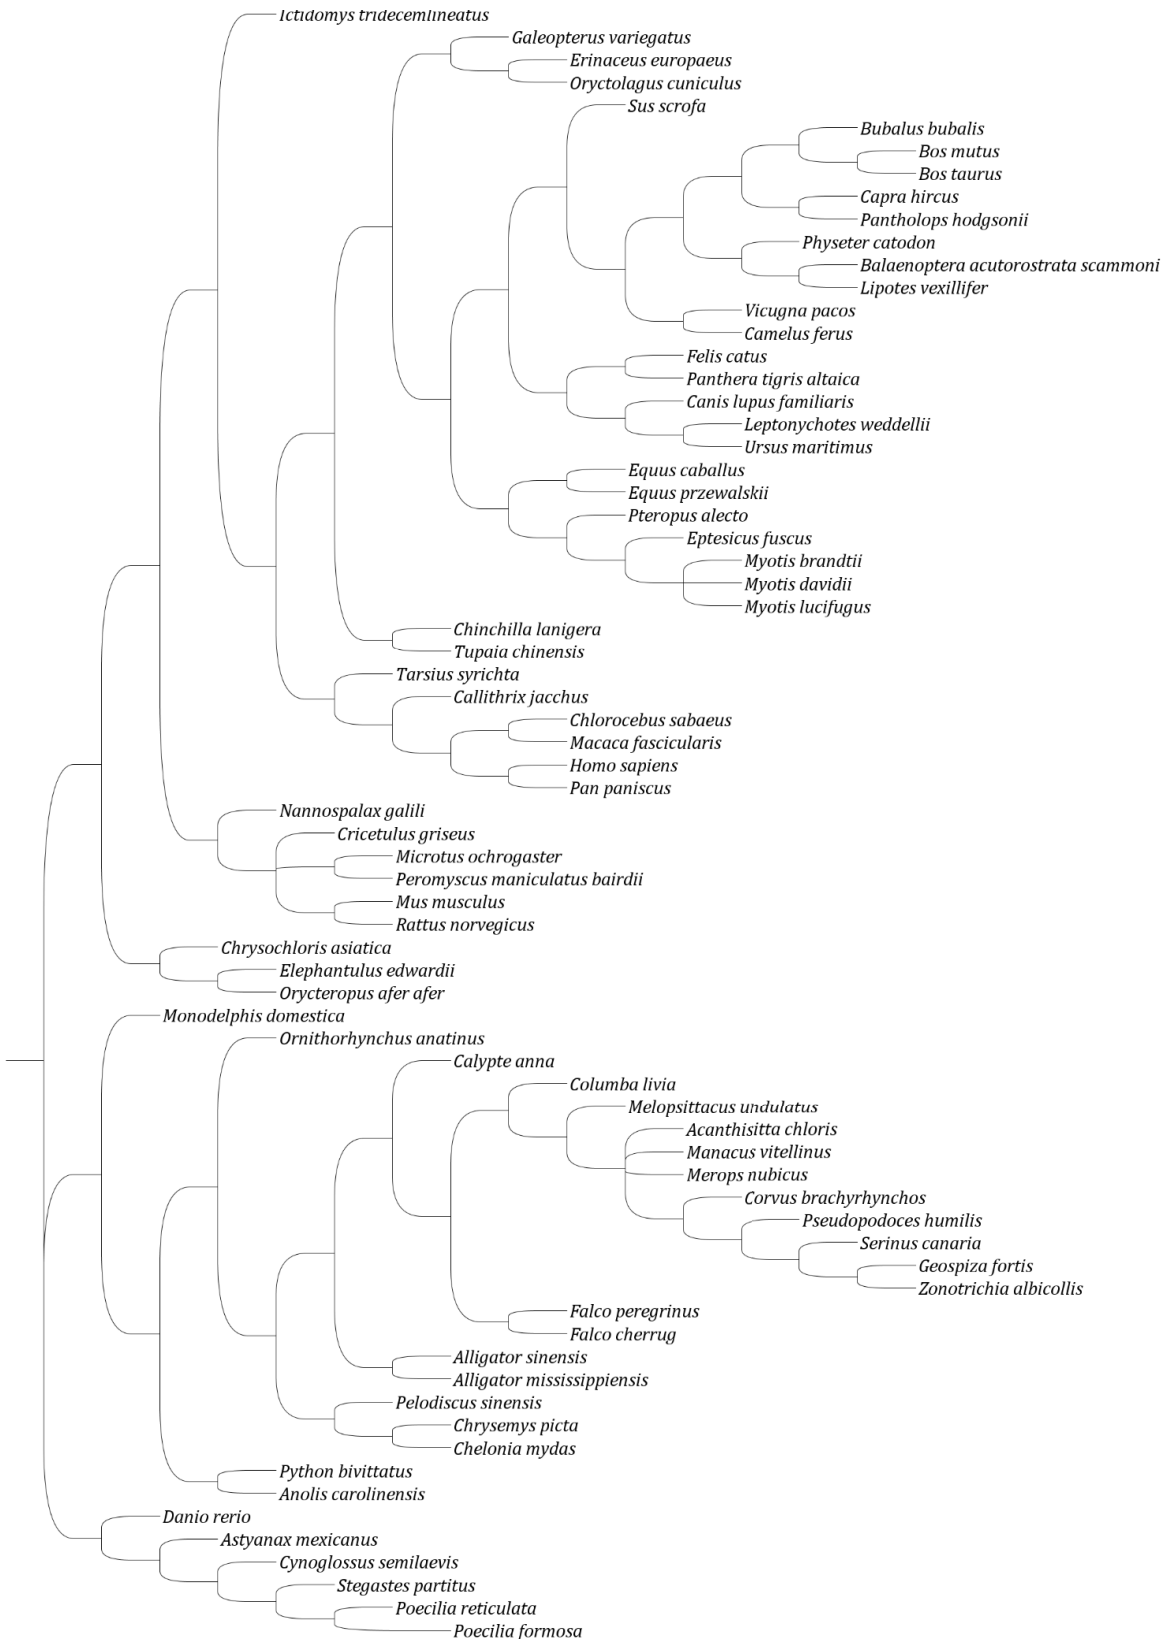 Ictidomys tridecemlineatus
Galeopterus variegatus
Erinaceus europaeus
Oryctolagus cuniculus
Sus scrofa
Bubalus bubalis
Bos mutus
Bos taurus
Capra hircus
Pantholops hodgsonii
Physeter catodon
Balaenoptera acutorostrata scammoni
Lipotes vexillifer
Vicugna pacos
Camelus ferus
Felis catus
Panthera tigris altaica
Canis lupus familiaris
Leptonychotes weddellii
Ursus maritimus
Equus caballus
Equus przewalskii
Pteropus alecto
Eptesicus fuscus
Myotis brandtii
Myotis davidii
Myotis lucifugus
Chinchilla lanigera
Tupaia chinensis
Tarsius syrichta
Callithrix jacchus
Chlorocebus sabaeus
Macaca fascicularis
Homo sapiens
Pan paniscus
Nannospalax galili
Cricetulus griseus
Microtus ochrogaster
Peromyscus maniculatus bairdii
Mus musculus
Rattus norvegicus
Chrysochloris asiatica
Elephantulus edwardii
Orycteropus afer afer
Monodelphis domestica
Ornithorhynchus anatinus
Calypte anna
Columba livia
Melopsittacus undulatus
Acanthisitta chloris
Manacus vitellinus
Merops nubicus
Corvus brachyrhynchos
Pseudopodoces humilis
Serinus canaria
Geospiza fortis
Zonotrichia albicollis
Falco peregrinus
Falco cherrug
Alligator sinensis
Alligator mississippiensis
Pelodiscus sinensis
Chrysemys picta
Chelonia mydas
Python bivittatus
Anolis carolinensis
Danio rerio
Astyanax mexicanus
Cynoglossus semilaevis
Stegastes partitus
Poecilia reticulata
Poecilia formosa